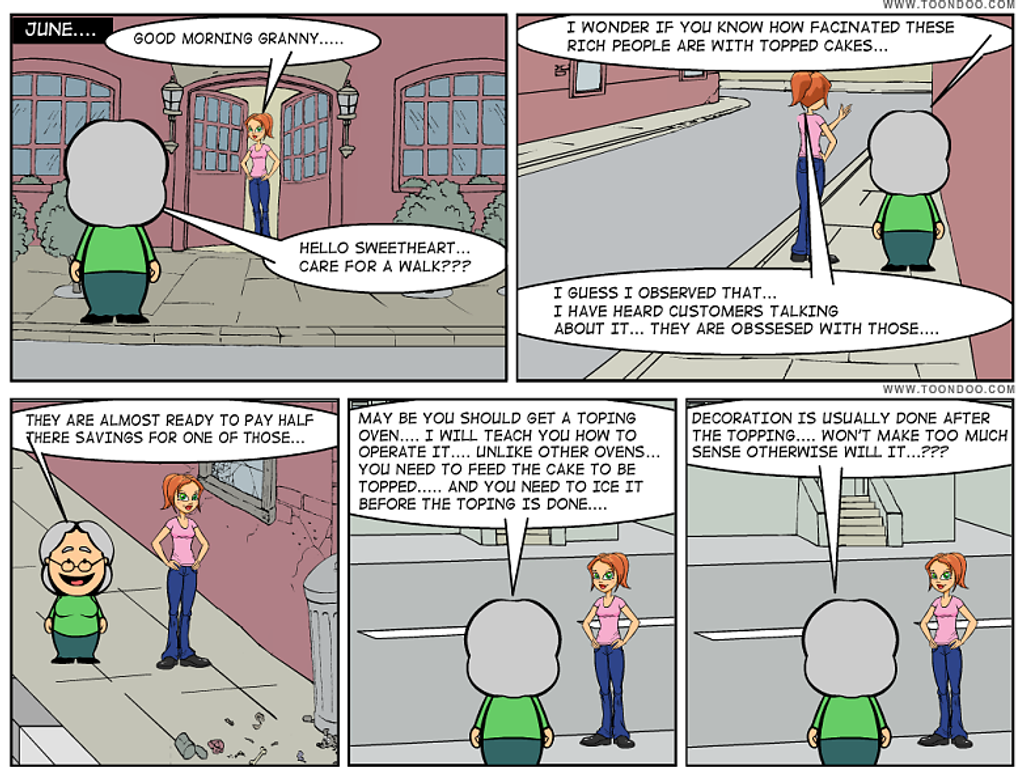 WWW.TOONDOO.COM
JUNE....
GOOD MORNING GRANNY.....
HELLO SWEETHEART...
CARE FOR A WALK???
I WONDER IF YOU KNOW HOW FACINATED THESE
RICH PEOPLE ARE WITH TOPPED CAKES...
I GUESS I OBSERVED THAT...
I HAVE HEARD CUSTOMERS TALKING
ABOUT IT... THEY ARE OBSSESED WITH THOSE....
WWW.TOONDOO.COM
THEY ARE ALMOST READY TO PAY HALF
THERE SAVINGS FOR ONE OF THOSE...
MAY BE YOU SHOULD GET A TOPING
OVEN.... I WILL TEACH YOU HOW TO
OPERATE IT.... UNLIKE OTHER OVENS...
YOU NEED TO FEED THE CAKE TO BE
TOPPED..... AND YOU NEED TO ICE IT
BEFORE THE TOPING IS DONE....
DECORATION IS USUALLY DONE AFTER
THE TOPPING.... WON'T MAKE TOO MUCH
SENSE OTHERWISE WILL IT...???